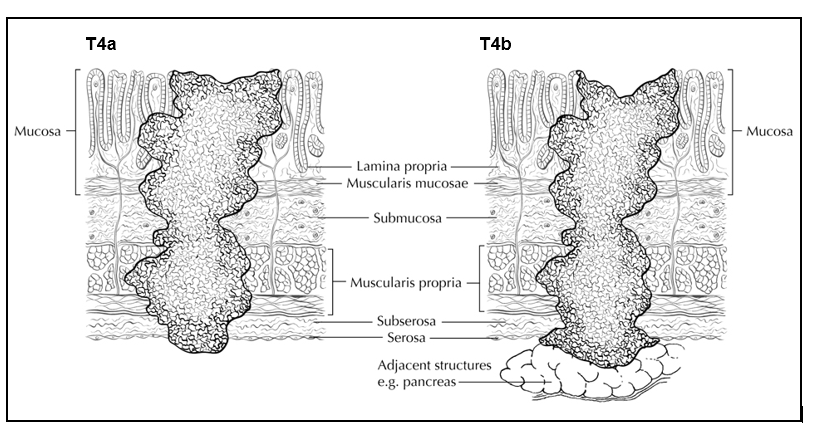 T4a
T4b
Mucosa
Mucosa
Lamina propria
Muscularis mucosae
Submucosa
Muscularis propria
Subserosa
Serosa
Adjacent structures
e.g. pancreas